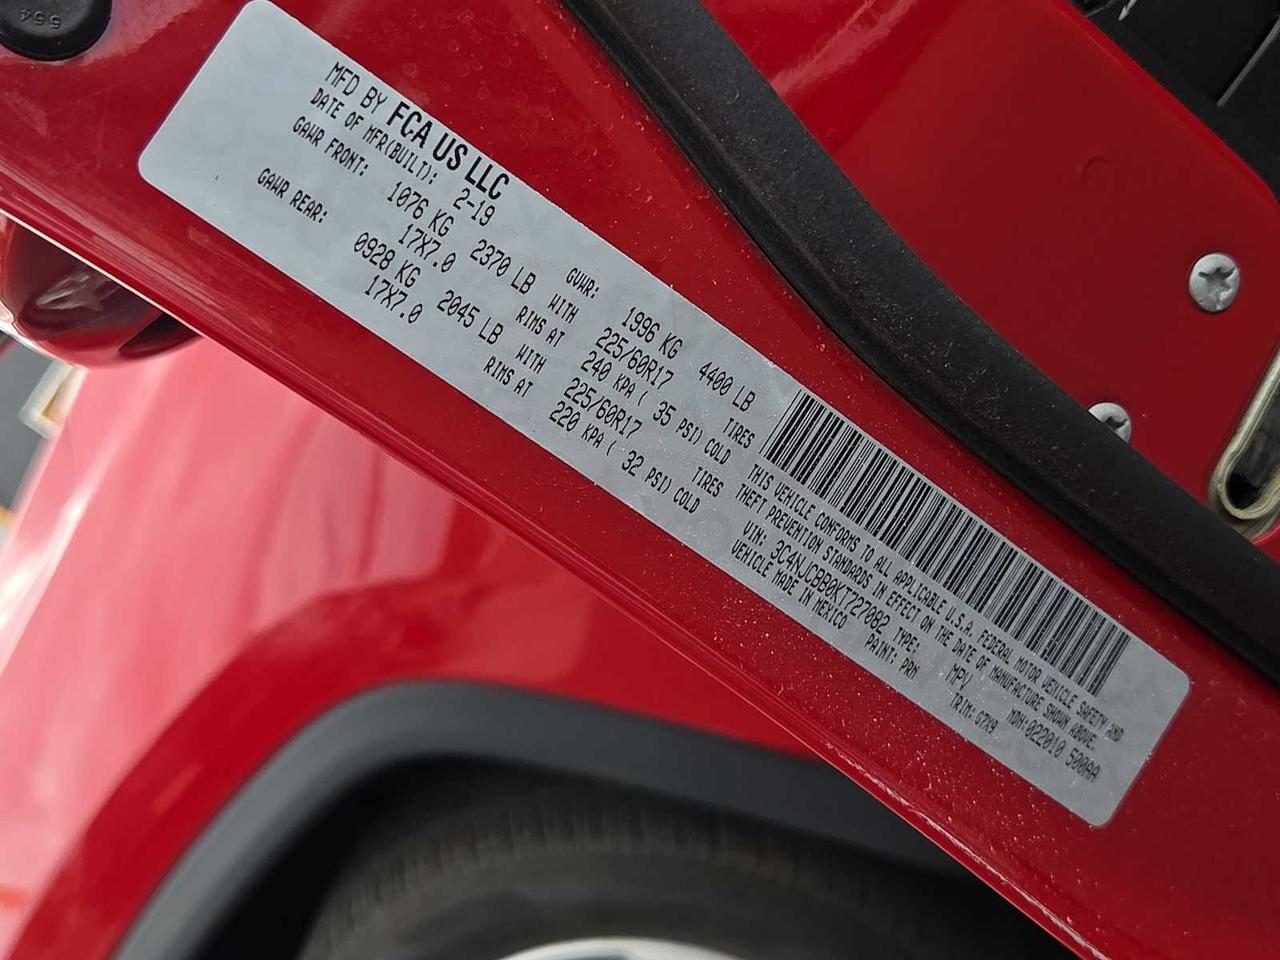 554
MFD BY FCA US LLC
DATE OF MFR(BUILT): 2-19 GVWR: 1996 KG 4400 LB
GAWR FRONT: 1076 KG 2370 LB WITH 225/60R17 TIRES
17X7.0 RIMS AT 240 KPA ( 35 PSI) COLD
GAWR REAR: 0928 KG 2045 LB WITH 225/60R17 TIRES
17X7.0 RIMS AT 220 KPA ( 32 PSI) COLD
THIS VEHICLE CONFORMS TO ALL APPLICABLE U.S.A. FEDERAL MOTOR VEHICLE SAFETY AND
THEFT PREVENTION STANDARDS IN EFFECT ON THE DATE OF MANUFACTURE SHOWN ABOVE.
VIN: 3C4NJCBB0KT727082 TYPE: MPV MDH:022010 500AA
VEHICLE MADE IN MEXICO PAINT: PRM TRIM: G7X9